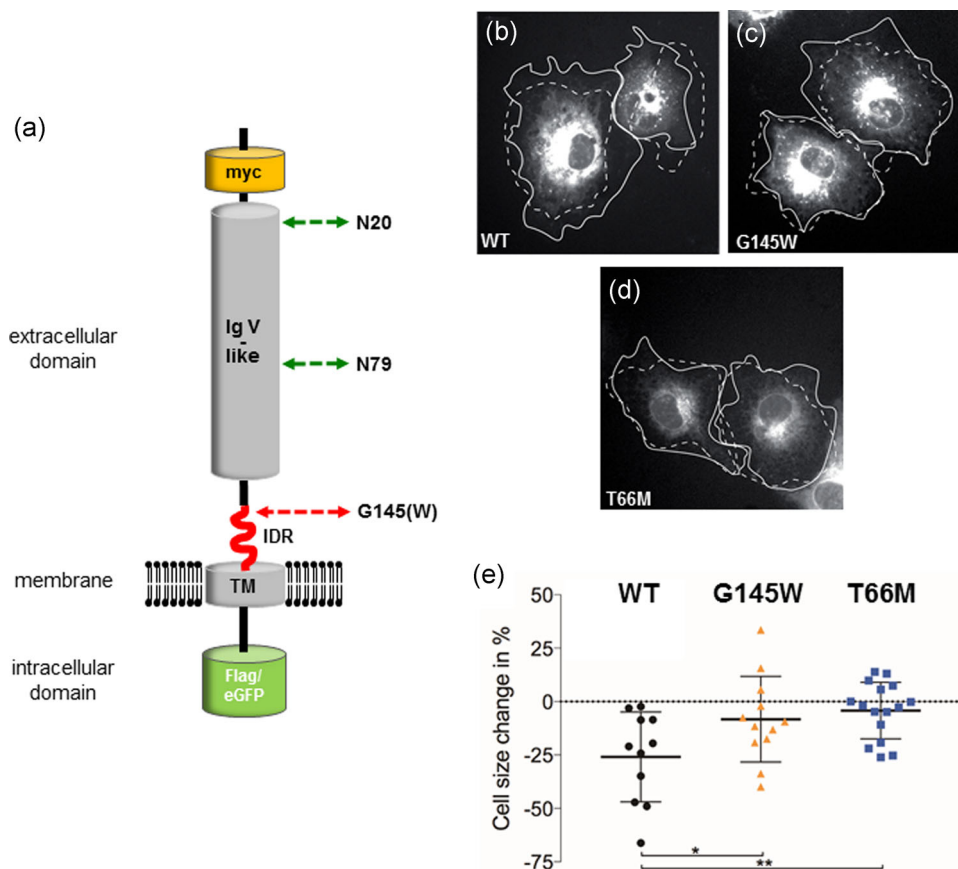 (a)
myc
N20
extracellular
domain
Ig V
-
like
N79
G145(W)
IDR
membrane
TM
intracellular
domain
Flag/
eGFP
(b)
WT
(c)
G145W
(d)
T66M
(e)
WT G145W T66M
Cell size change in %
50
25
0
-25
-50
-75
*
**